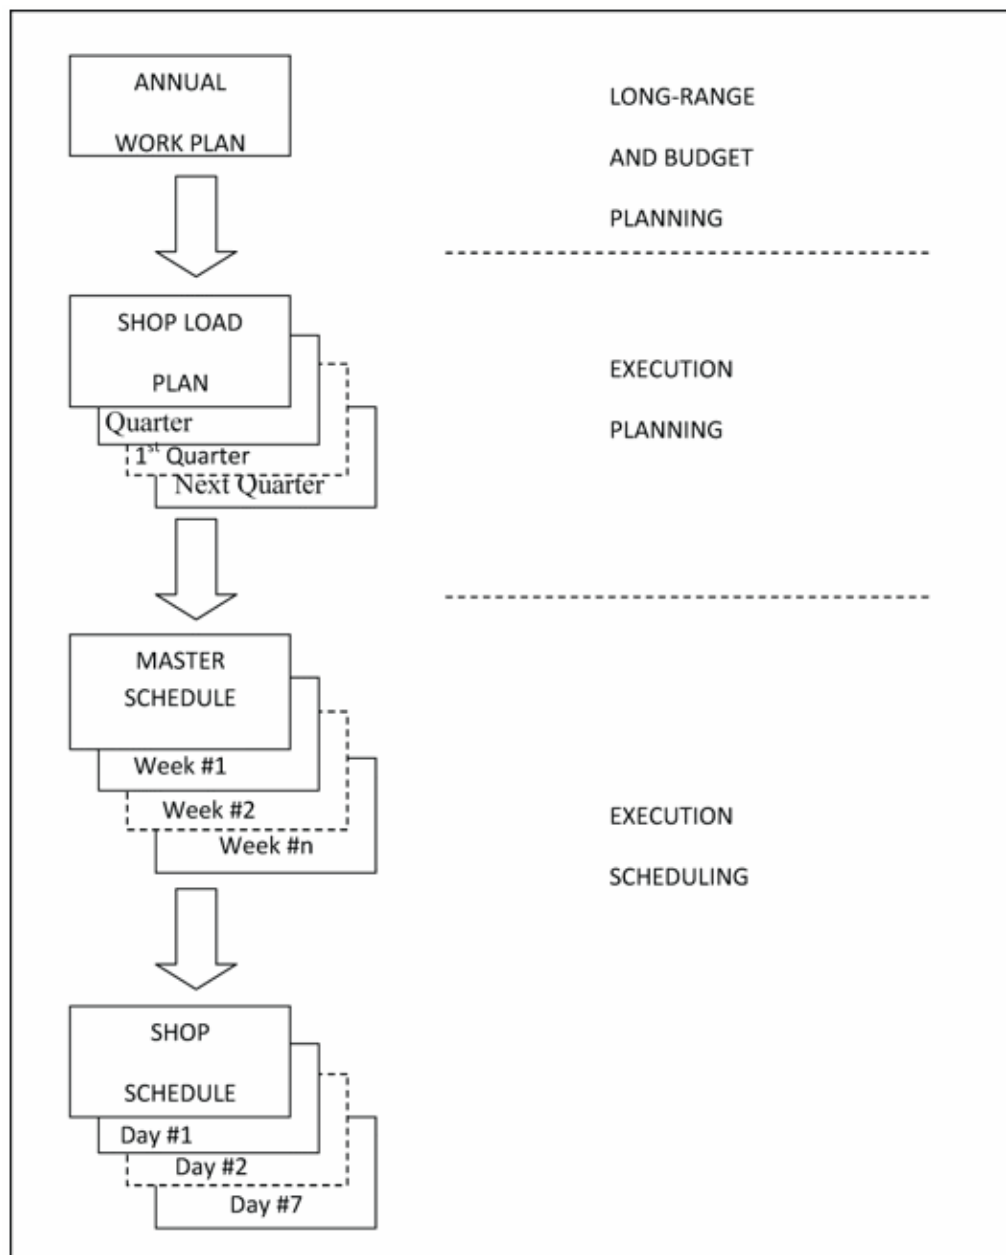 ANNUAL
WORK PLAN
LONG-RANGE
AND BUDGET
PLANNING
SHOP LOAD
PLAN
Quarter
1st Quarter
Next Quarter
EXECUTION
PLANNING
MASTER
SCHEDULE
Week #1
Week #2
Week #n
EXECUTION
SCHEDULING
SHOP
SCHEDULE
Day #1
Day #2
Day #7